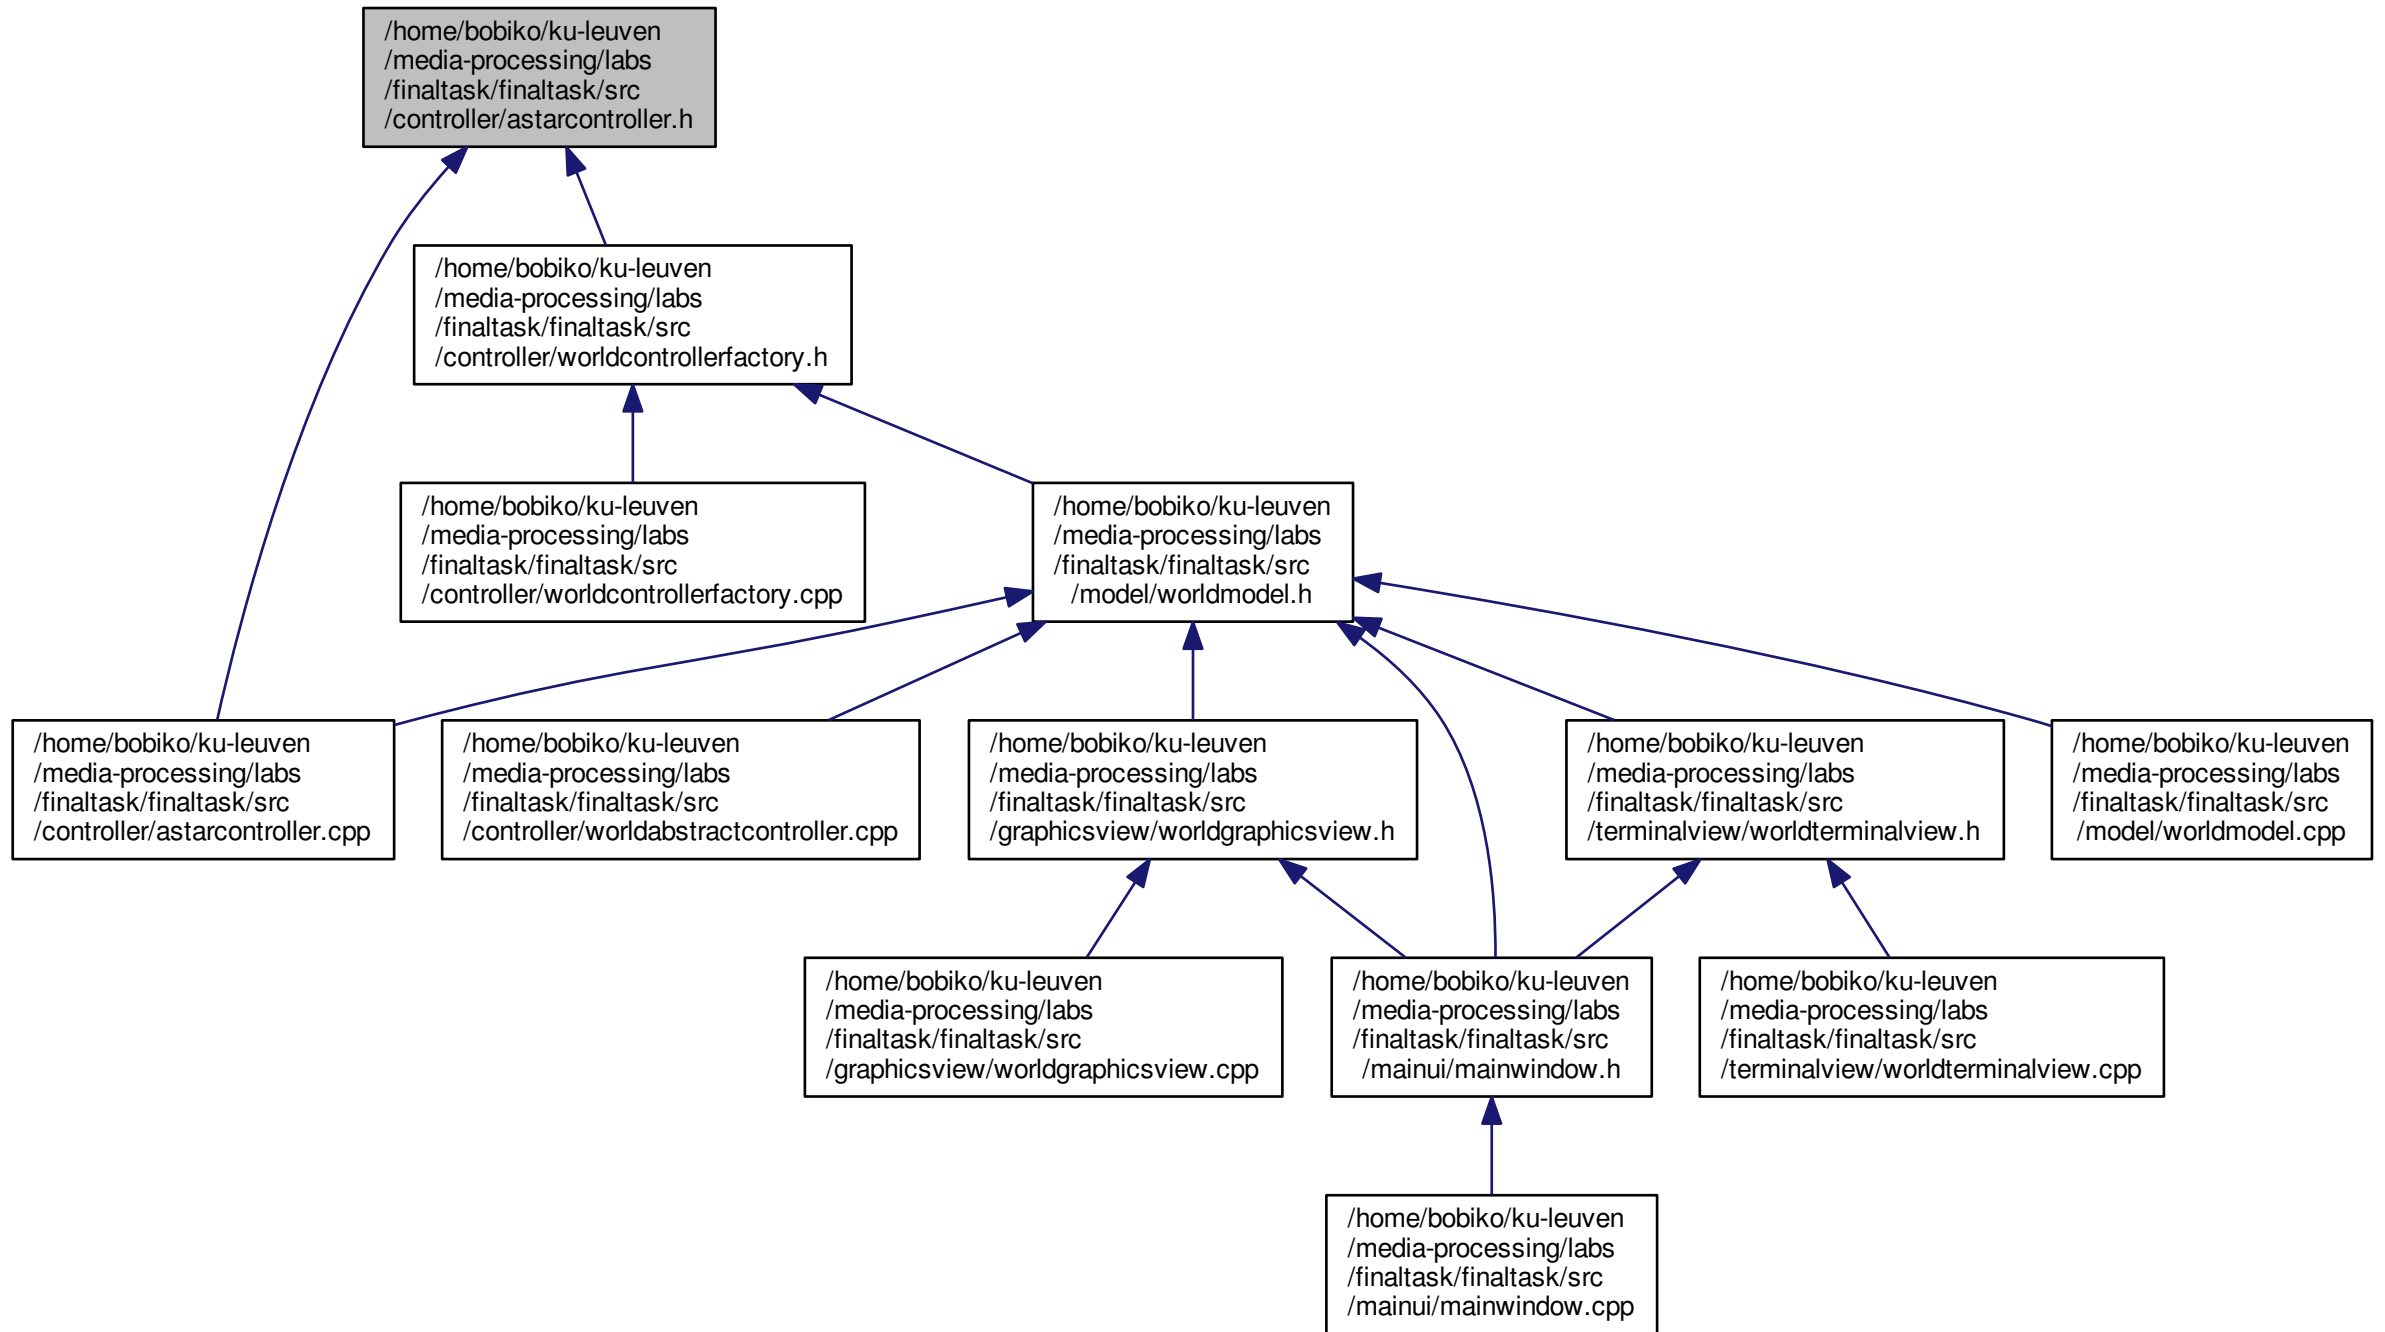 /home/bobiko/ku-leuven
/media-processing/labs
/finaltask/finaltask/src
/controller/astarcontroller.h
/home/bobiko/ku-leuven
/media-processing/labs
/finaltask/finaltask/src
/controller/worldcontrollerfactory.h
/home/bobiko/ku-leuven
/media-processing/labs
/finaltask/finaltask/src
/controller/worldcontrollerfactory.cpp
/home/bobiko/ku-leuven
/media-processing/labs
/finaltask/finaltask/src
/model/worldmodel.h
/home/bobiko/ku-leuven
/media-processing/labs
/finaltask/finaltask/src
/controller/astarcontroller.cpp
/home/bobiko/ku-leuven
/media-processing/labs
/finaltask/finaltask/src
/controller/worldabstractcontroller.cpp
/home/bobiko/ku-leuven
/media-processing/labs
/finaltask/finaltask/src
/graphicsview/worldgraphicsview.h
/home/bobiko/ku-leuven
/media-processing/labs
/finaltask/finaltask/src
/terminalview/worldterminalview.h
/home/bobiko/ku-leuven
/media-processing/labs
/finaltask/finaltask/src
/model/worldmodel.cpp
/home/bobiko/ku-leuven
/media-processing/labs
/finaltask/finaltask/src
/graphicsview/worldgraphicsview.cpp
/home/bobiko/ku-leuven
/media-processing/labs
/finaltask/finaltask/src
/mainui/mainwindow.h
/home/bobiko/ku-leuven
/media-processing/labs
/finaltask/finaltask/src
/terminalview/worldterminalview.cpp
/home/bobiko/ku-leuven
/media-processing/labs
/finaltask/finaltask/src
/mainui/mainwindow.cpp